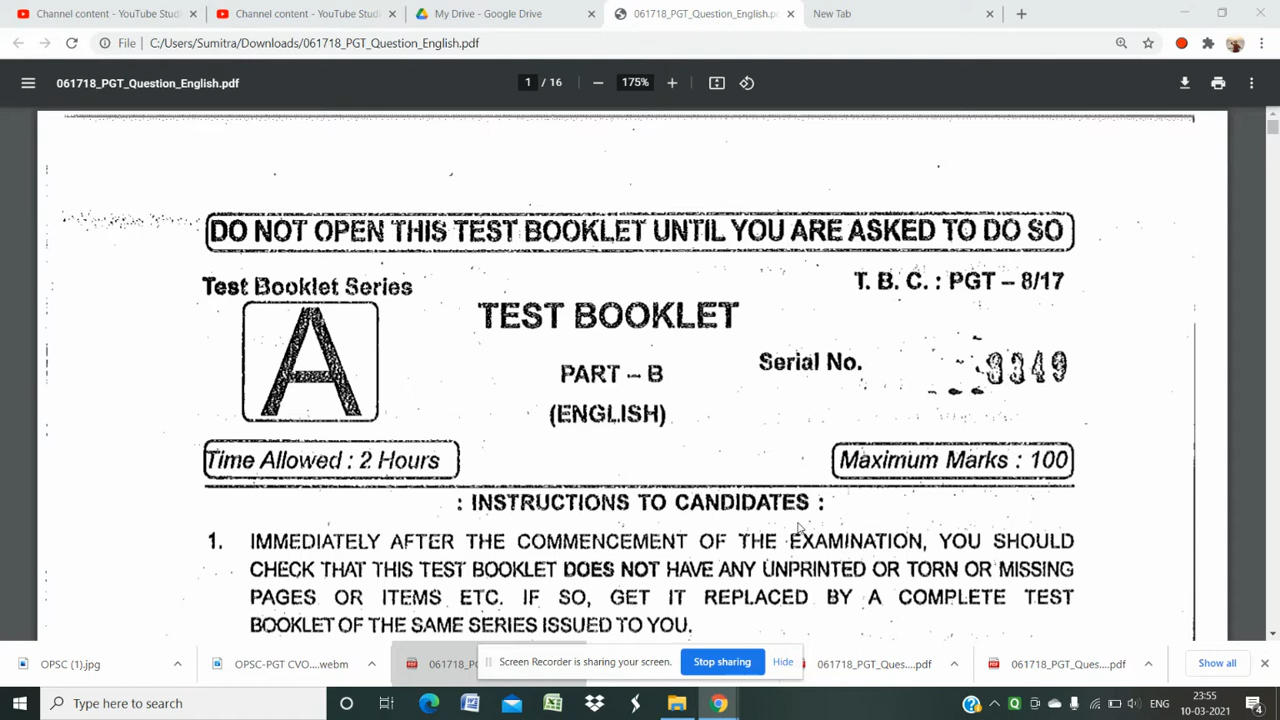 Channel content - YouTube Studi
Channel content - YouTube Studi
My Drive - Google Drive
061718_PGT_Question_English.pd
New Tab
File
C:/Users/Sumitra/Downloads/061718_PGT_Question_English.pdf
061718_PGT_Question_English.pdf
1 / 16
175%
DO NOT OPEN THIS TEST BOOKLET UNTIL YOU ARE ASKED TO DO SO
Test Booklet Series
T. B. C. : PGT – 8/17
A
TEST BOOKLET
Serial No.
3349
PART – B
(ENGLISH)
Time Allowed : 2 Hours
Maximum Marks : 100
: INSTRUCTIONS TO CANDIDATES :
1. IMMEDIATELY AFTER THE COMMENCEMENT OF THE EXAMINATION, YOU SHOULD
CHECK THAT THIS TEST BOOKLET DOES NOT HAVE ANY UNPRINTED OR TORN OR MISSING
PAGES OR ITEMS ETC. IF SO, GET IT REPLACED BY A COMPLETE TEST
BOOKLET OF THE SAME SERIES ISSUED TO YOU.
OPSC (1).jpg
OPSC-PGT CVO....webm
061718_P
Screen Recorder is sharing your screen.
Stop sharing
Hide
061718_PGT_Ques....pdf
061718_PGT_Ques....pdf
Show all
Type here to search
ENG
23:55
10-03-2021
4